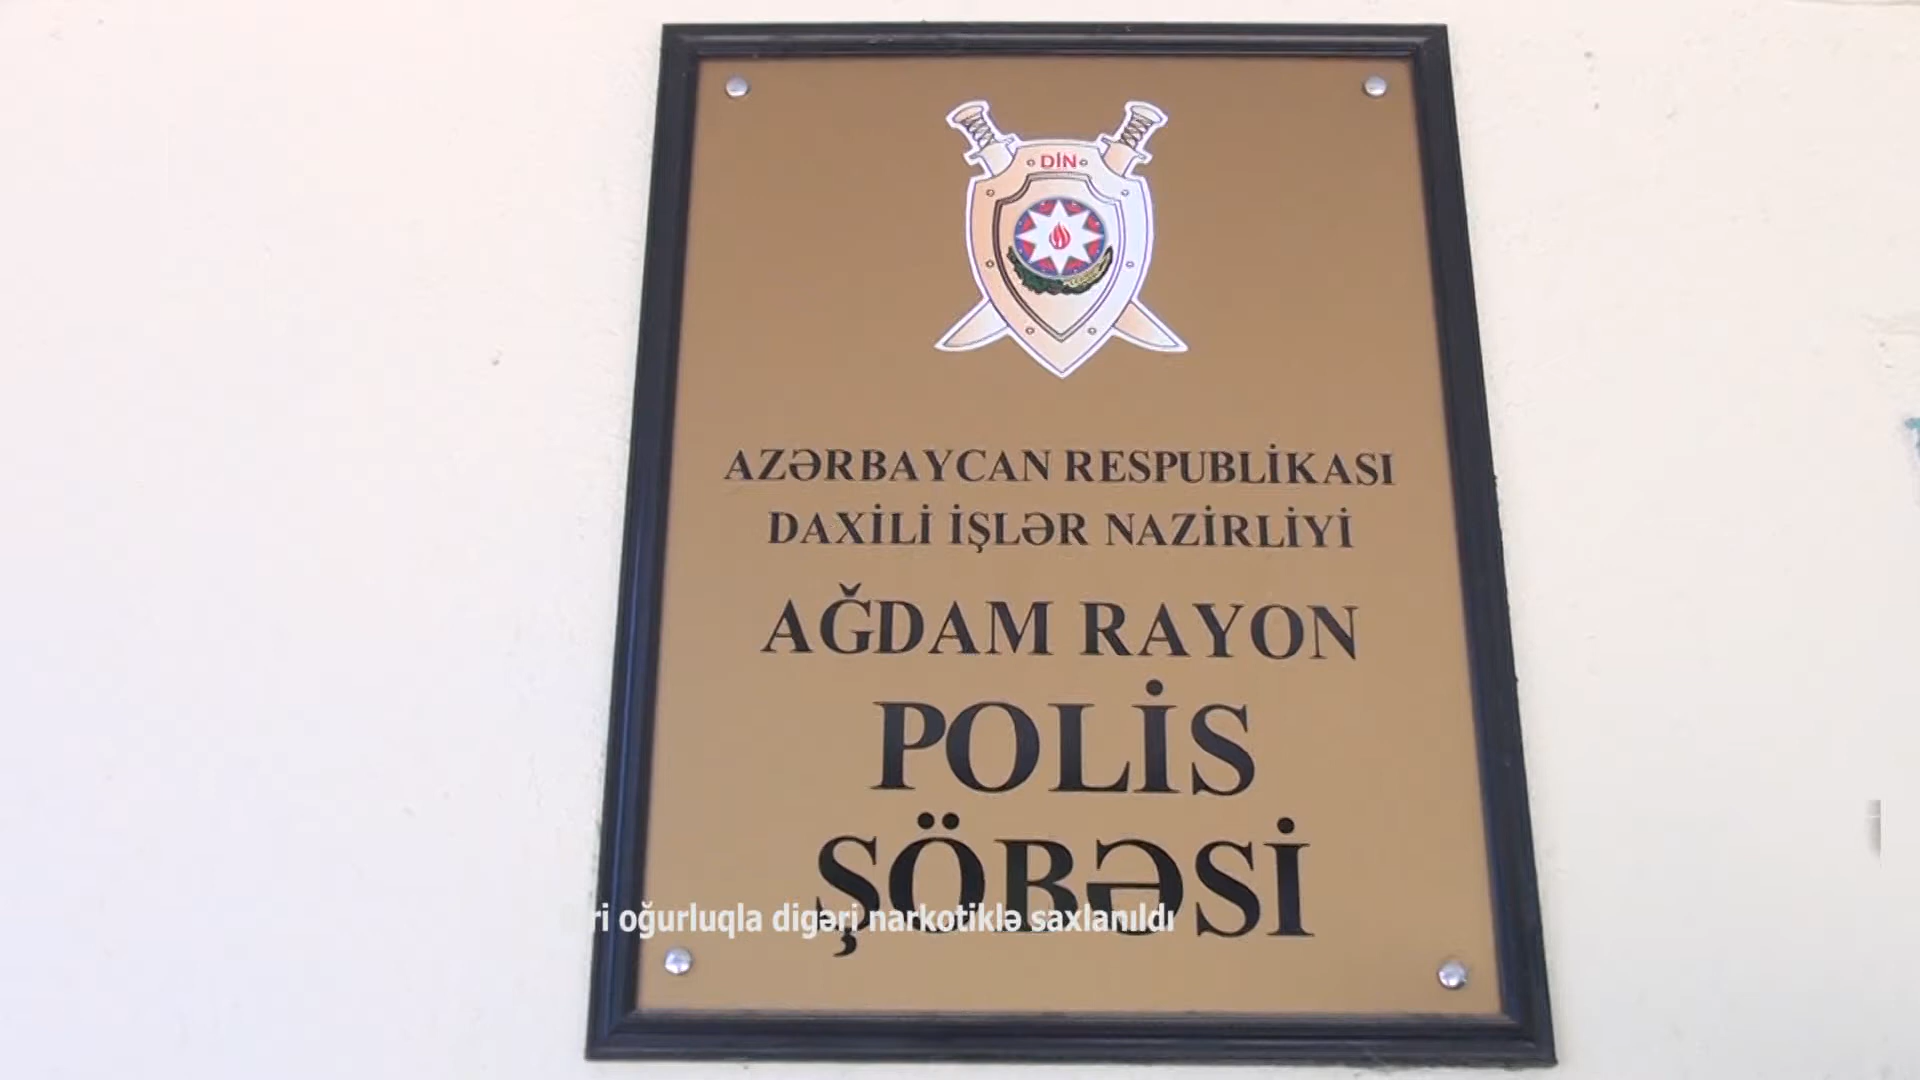 DİN
AZƏRBAYCAN RESPUBLİKASI
DAXİLİ İŞLƏR NAZİRLİYİ
AĞDAM RAYON
POLİS
ŞÖBƏSİ
oğurluqla digəri narkotiklə saxlanıldı